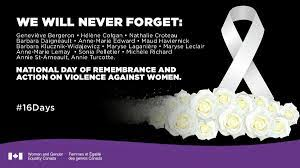 WE WILL NEVER FORGET:
Geneviève Bergeron • Hélène Colgan • Nathalie Croteau
Barbara Daigneault • Anne-Marie Edward • Maud Haviernick
Barbara Klucznik-Widajewicz • Maryse Laganière • Maryse Leclair
Anne-Marie Lemay • Sonia Pelletier • Michèle Richard
Annie St-Arneault, Annie Turcotte.
NATIONAL DAY OF REMEMBRANCE AND
ACTION ON VIOLENCE AGAINST WOMEN.
#16Days
Women and Gender
Equality Canada
Femmes et Égalité
des genres Canada
Canada